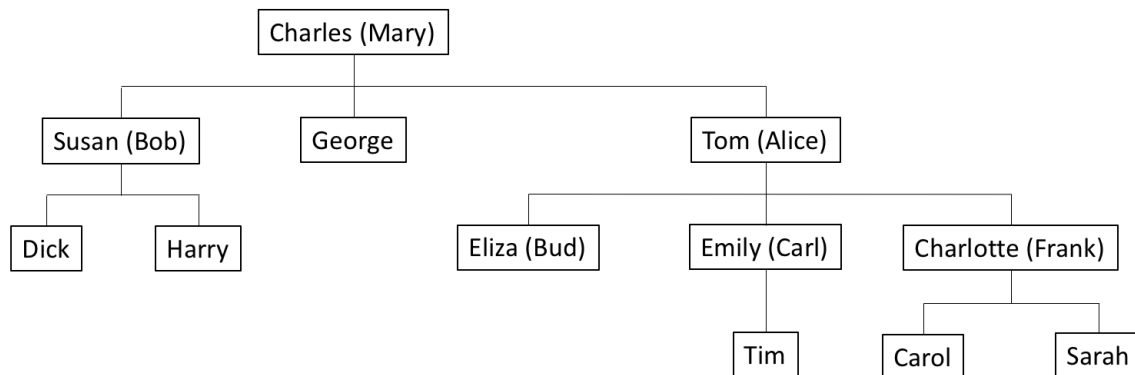 Charles (Mary)
Susan (Bob)
George
Tom (Alice)
Dick
Harry
Eliza (Bud)
Emily (Carl)
Charlotte (Frank)
Tim
Carol
Sarah